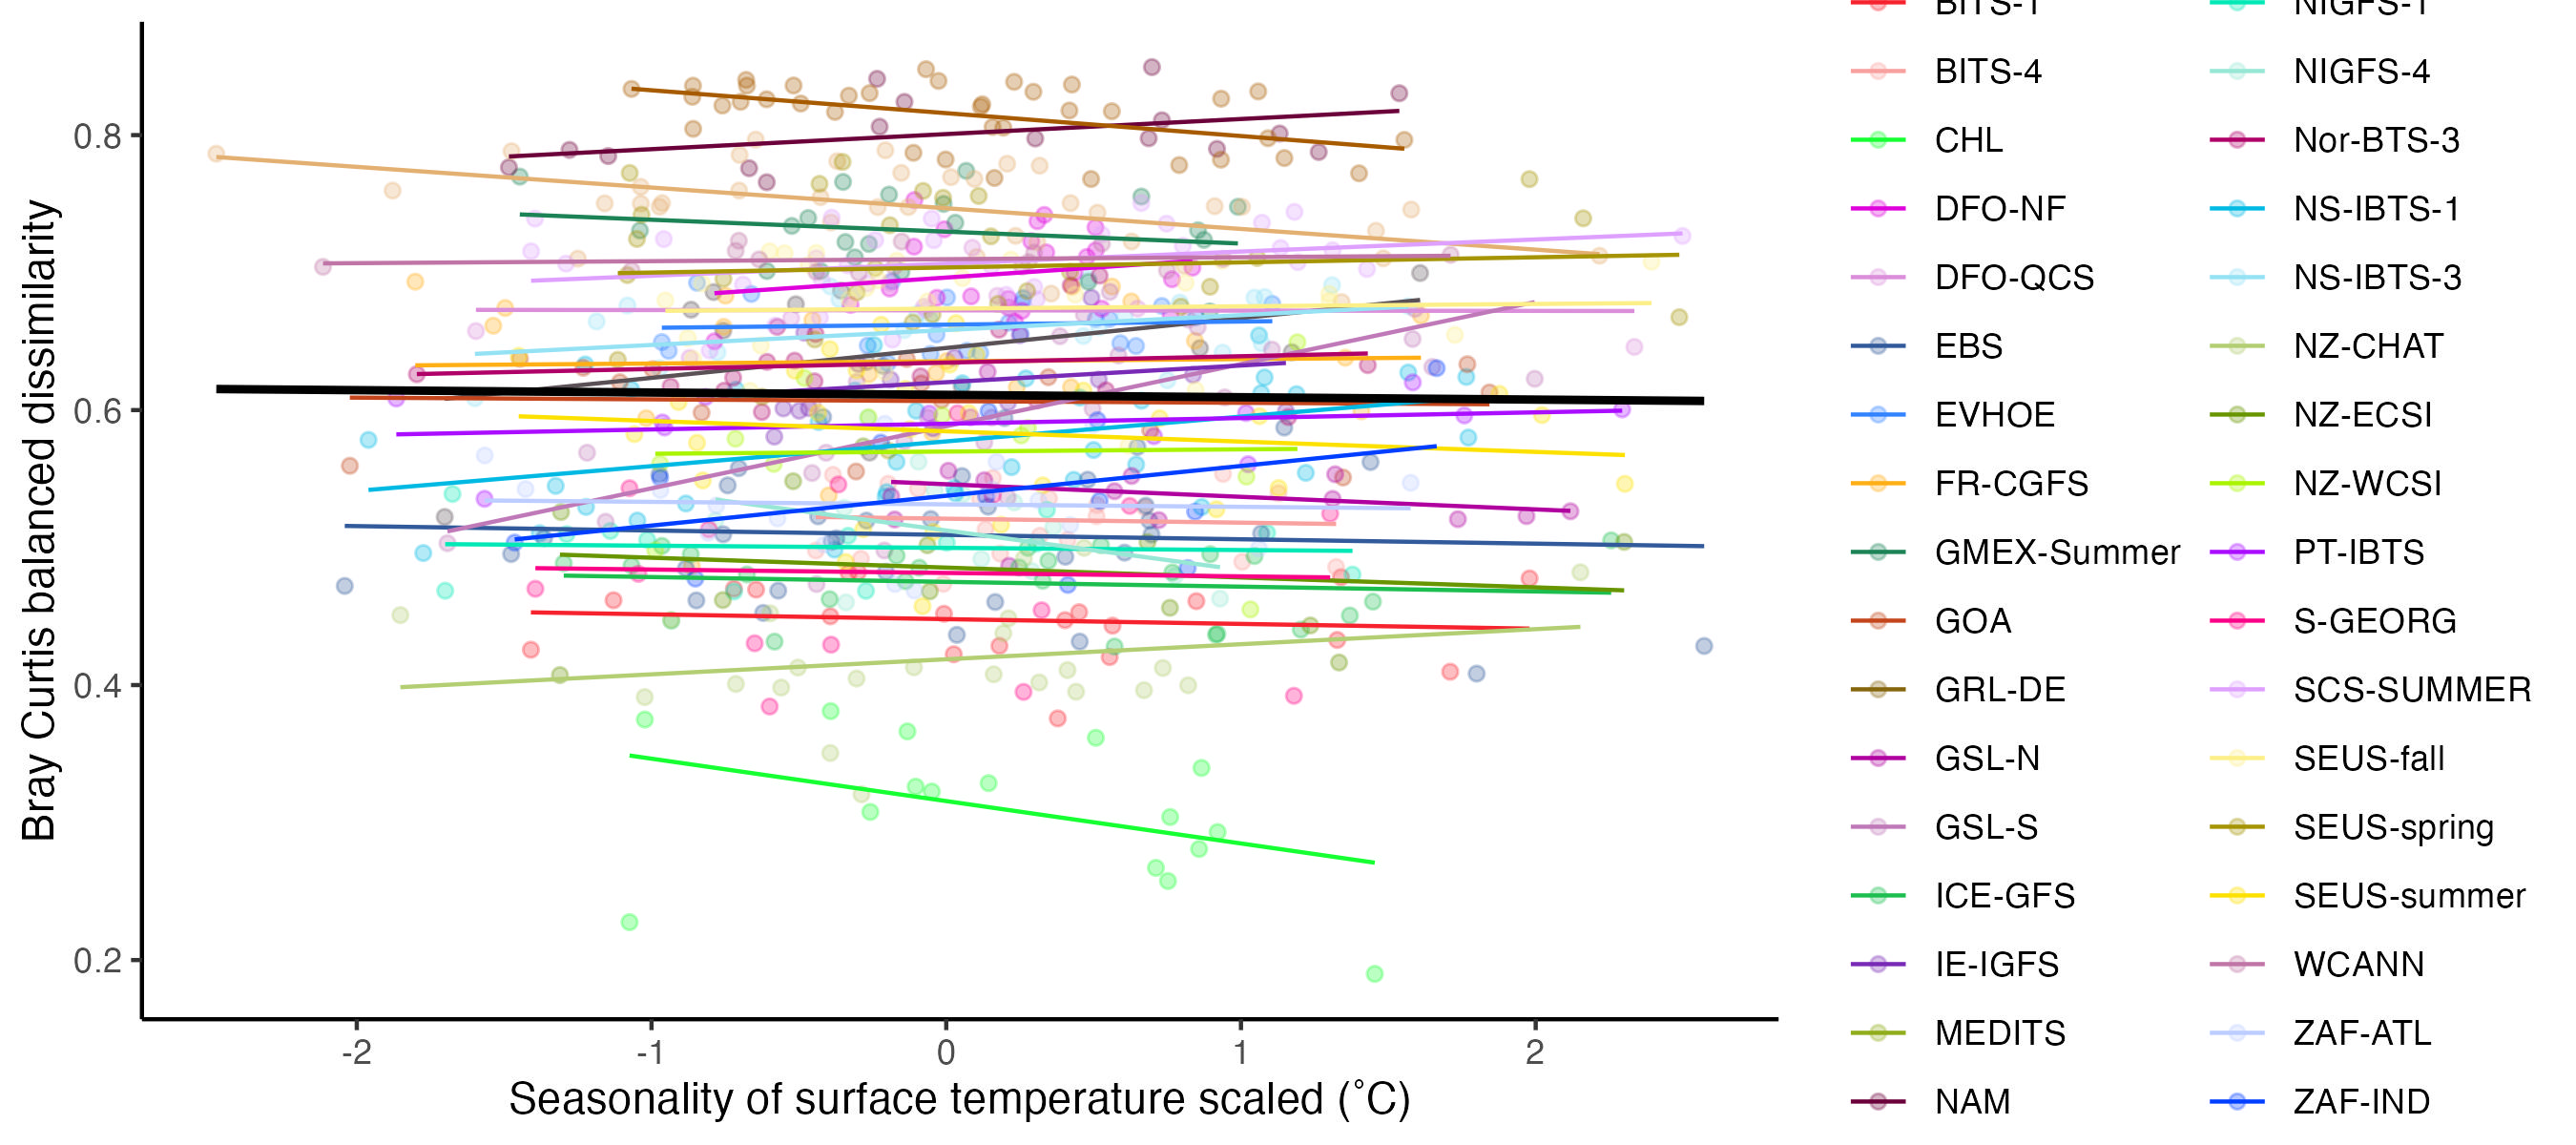 BITS-1 NIGFS-1
BITS-4 NIGFS-4
CHL Nor-BTS-3
DFO-NF NS-IBTS-1
DFO-QCS NS-IBTS-3
EBS NZ-CHAT
EVHOE NZ-ECSI
FR-CGFS NZ-WCSI
GMEX-Summer PT-IBTS
GOA S-GEORG
GRL-DE SCS-SUMMER
GSL-N SEUS-fall
GSL-S SEUS-spring
ICE-GFS SEUS-summer
IE-IGFS WCANN
MEDITS ZAF-ATL
NAM ZAF-IND
0.8
0.6
0.4
0.2
Bray Curtis balanced dissimilarity
-2 -1 0 1 2
Seasonality of surface temperature scaled (˚C)